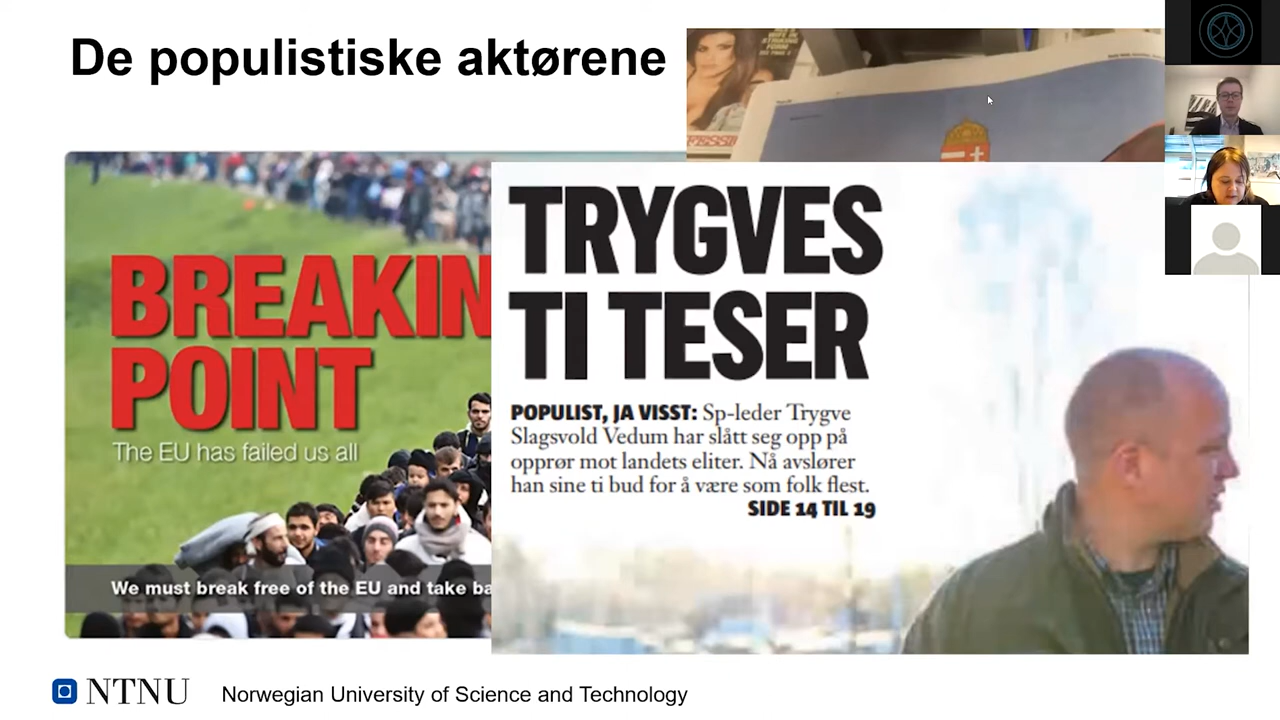 De populistiske aktørene
BREAKIN
POINT
The EU has failed us all
We must break free of the EU and take ba
TRYGVES
TI TESER
POPULIST, JA VISST: Sp-leder Trygve
Slagsvold Vedum har slått seg opp på
opprør mot landets eliter. Nå avslører
han sine ti bud for å være som folk flest.
SIDE 14 TIL 19
NTNU
Norwegian University of Science and Technology